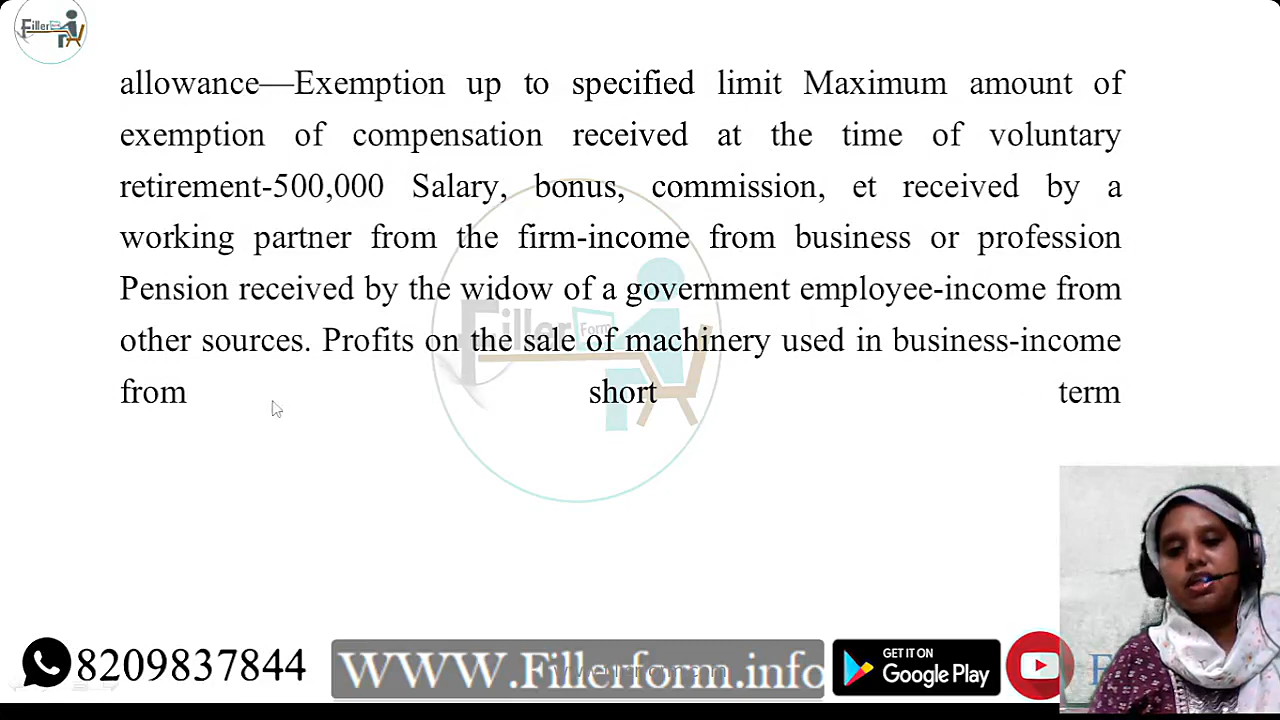 Filler
allowance—Exemption up to specified limit Maximum amount of
exemption of compensation received at the time of voluntary
retirement-500,000 Salary, bonus, commission, et received by a
working partner from the firm-income from business or profession
Pension received by the widow of a government employee-income from
other sources. Profits on the sale of machinery used in business-income
from short term
Filler Form
8209837844
WWW.Fillerform.info
GET IT ON
Google Play
F